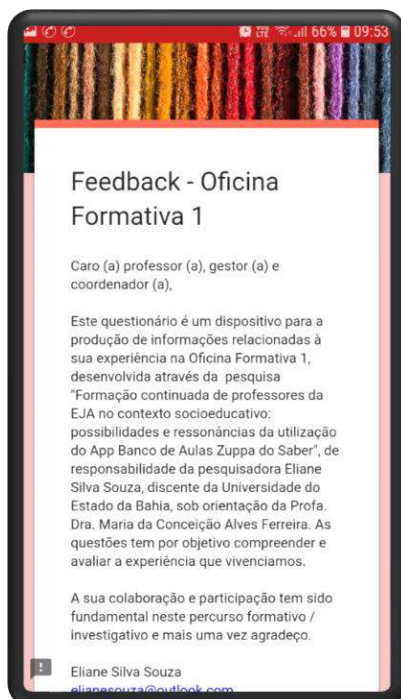 Voo LTE 66% 09:53
Feedback - Oficina
Formativa 1
Caro (a) professor (a), gestor (a) e
coordenador (a),
Este questionário é um dispositivo para a
produção de informações relacionadas à
sua experiência na Oficina Formativa 1,
desenvolvida através da pesquisa
"Formação continuada de professores da
EJA no contexto socioeducativo:
possibilidades e ressonâncias da utilização
do App Banco de Aulas Zuppa do Saber", de
responsabilidade da pesquisadora Eliane
Silva Souza, discente da Universidade do
Estado da Bahia, sob orientação da Profa.
Dra. Maria da Conceição Alves Ferreira. As
questões tem por objetivo compreender e
avaliar a experiência que vivenciamos.
A sua colaboração e participação tem sido
fundamental neste percurso formativo /
investigativo e mais uma vez agradeço.
Eliane Silva Souza
elianesouza@outlook.com